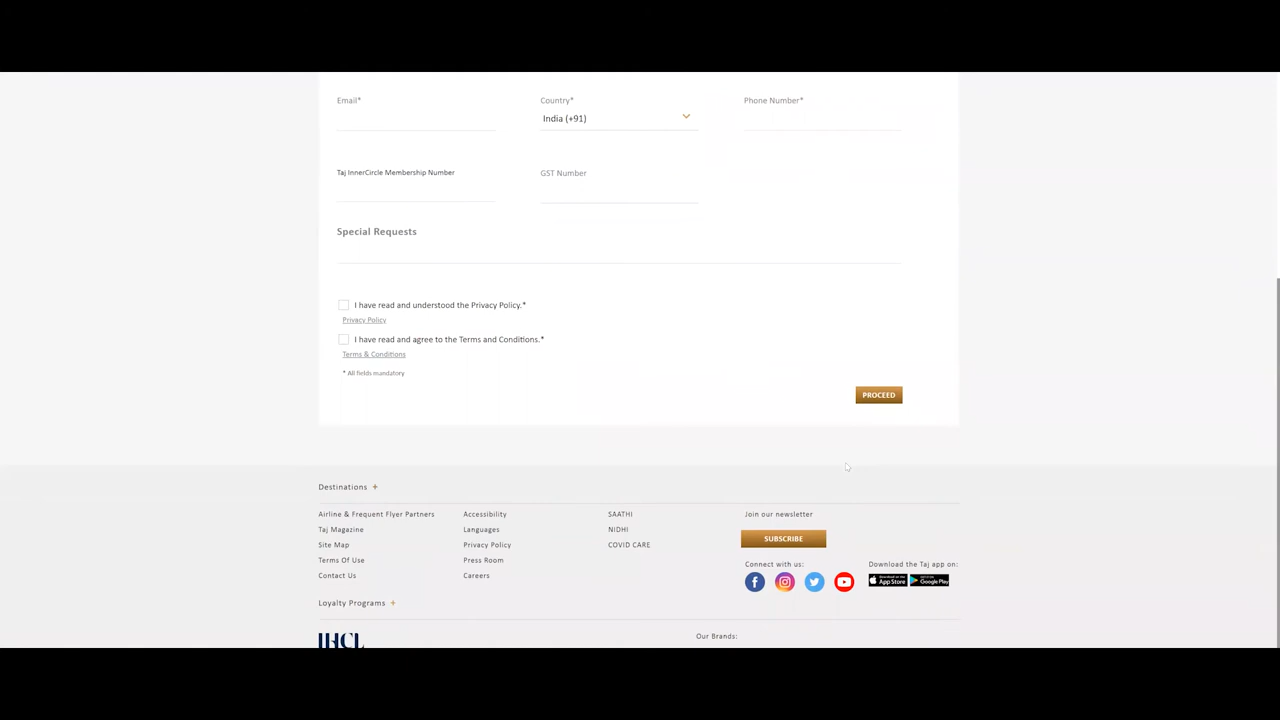 Email* Country* Phone Number*
India (+91)
Taj InnerCircle Membership Number GST Number
Special Requests
I have read and understood the Privacy Policy.*
Privacy Policy
I have read and agree to the Terms and Conditions.*
Terms & Conditions
* All fields mandatory
PROCEED
Destinations +
Airline & Frequent Flyer Partners Accessibility SAATHI Join our newsletter
Taj Magazine Languages NIDHI
SUBSCRIBE
Site Map Privacy Policy COVID CARE
Terms Of Use Press Room Connect with us: Download the Taj app on:
Contact Us Careers
App Store Google Play
Loyalty Programs +
IHCL Our Brands: